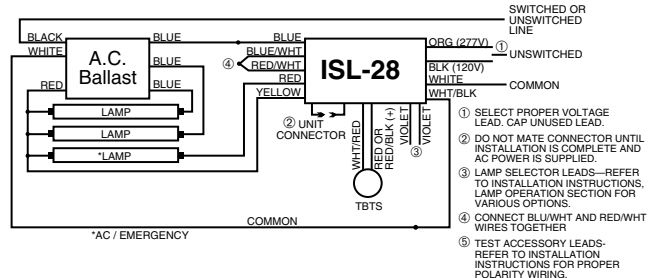 SWITCHED OR
UNSWITCHED
LINE
BLACK
BLUE
BLUE
ORG (277V)
①
WHITE
A.C.
Ballast
BLUE
BLUE/WHT
④
RED/WHT
ISL-28
UNSWITCHED
BLK (120V)
RED
BLUE
RED
WHITE
COMMON
YELLOW
WHT/BLK
LAMP
LAMP
*LAMP
② UNIT
CONNECTOR
WHT/RED
RED OR
RED/BLK (+)
VIOLET
VIOLET
③
TBTS
COMMON
*AC / EMERGENCY
① SELECT PROPER VOLTAGE
LEAD. CAP UNUSED LEAD.
② DO NOT MATE CONNECTOR UNTIL
INSTALLATION IS COMPLETE AND
AC POWER IS SUPPLIED.
③ LAMP SELECTOR LEADS—REFER
TO INSTALLATION INSTRUCTIONS,
LAMP OPERATION SECTION FOR
VARIOUS OPTIONS.
④ CONNECT BLU/WHT AND RED/WHT
WIRES TOGETHER
⑤ TEST ACCESSORY LEADS-
REFER TO INSTALLATION
INSTRUCTIONS FOR PROPER
POLARITY WIRING.